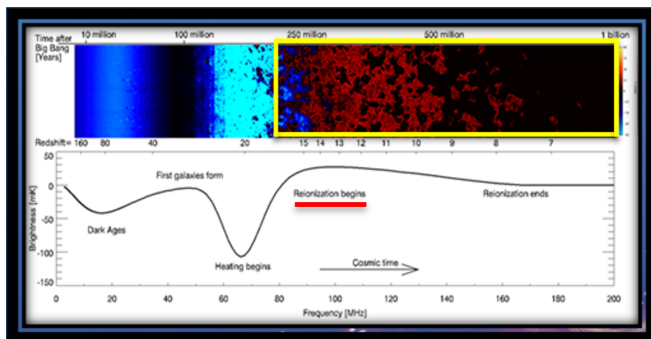 Time after 10 million 100 million 250 million 500 million 1 billion
Big Bang
[Years]
Redshift= 160 80 40 20 15 14 13 12 11 10 9 8 7
50
0
-50
-100
-150
Brightness [mK]
First galaxies form
Reionization begins
Reionization ends
Dark Ages
Heating begins
Cosmic time
0 20 40 60 80 100 120 140 160 180 200
Frequency [MHz]